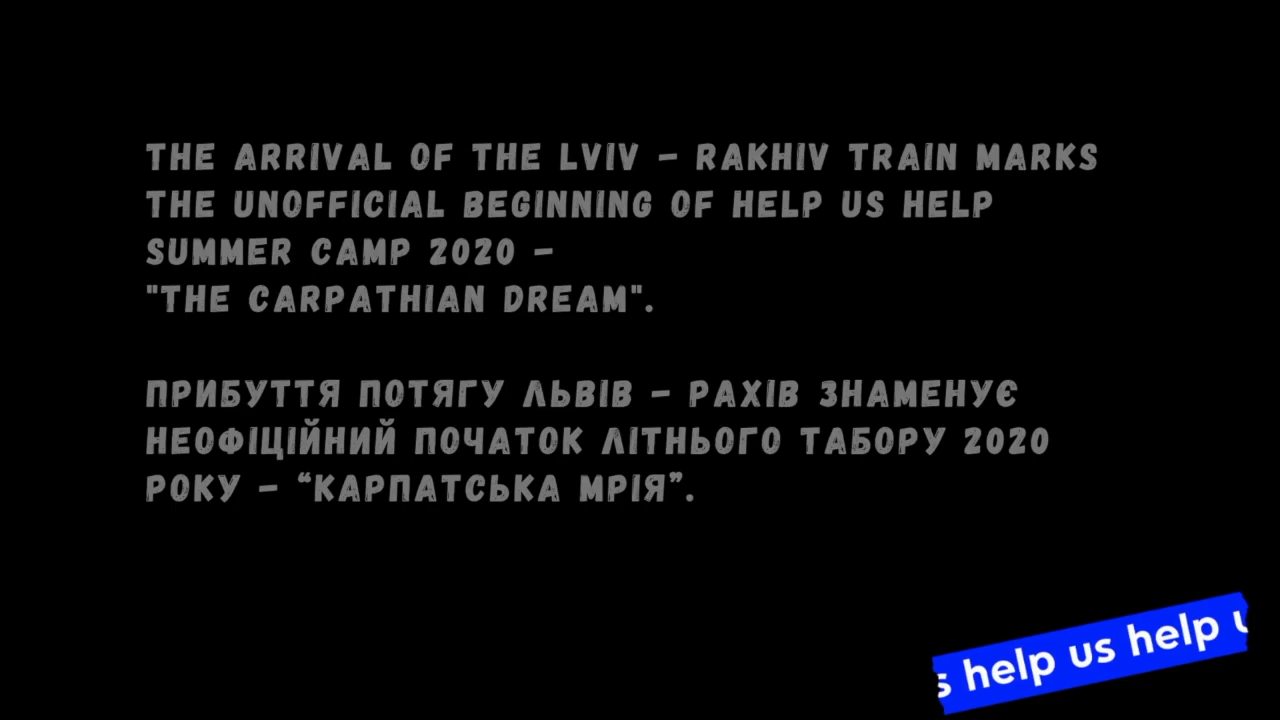 THE ARRIVAL OF THE LVIV – RAKHIV TRAIN MARKS
THE UNOFFICIAL BEGINNING OF HELP US HELP
SUMMER CAMP 2020 –
"THE CARPATHIAN DREAM".
ПРИБУТТЯ ПОТЯГУ ЛЬВІВ – РАХІВ ЗНАМЕНУЄ
НЕОФІЦІЙНИЙ ПОЧАТОК ЛІТНЬОГО ТАБОРУ 2020
РОКУ – “КАРПАТСЬКА МРІЯ”.
s help us help u